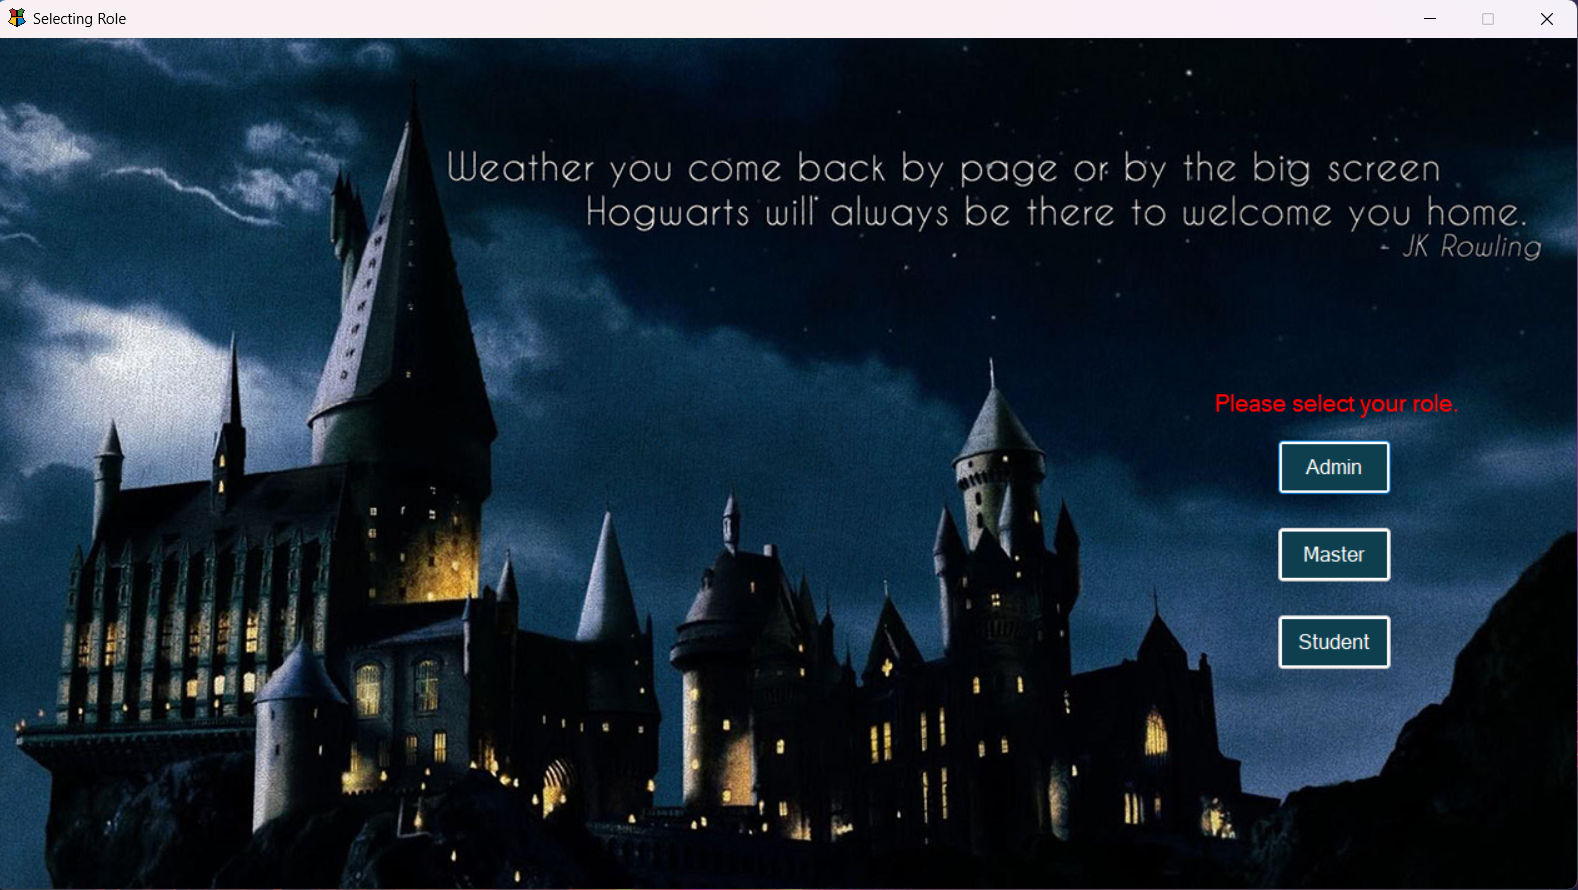 Selecting Role
Weather you come back by page or by the big screen
Hogwarts will always be there to welcome you home.
- JK Rowling
Please select your role.
Admin
Master
Student